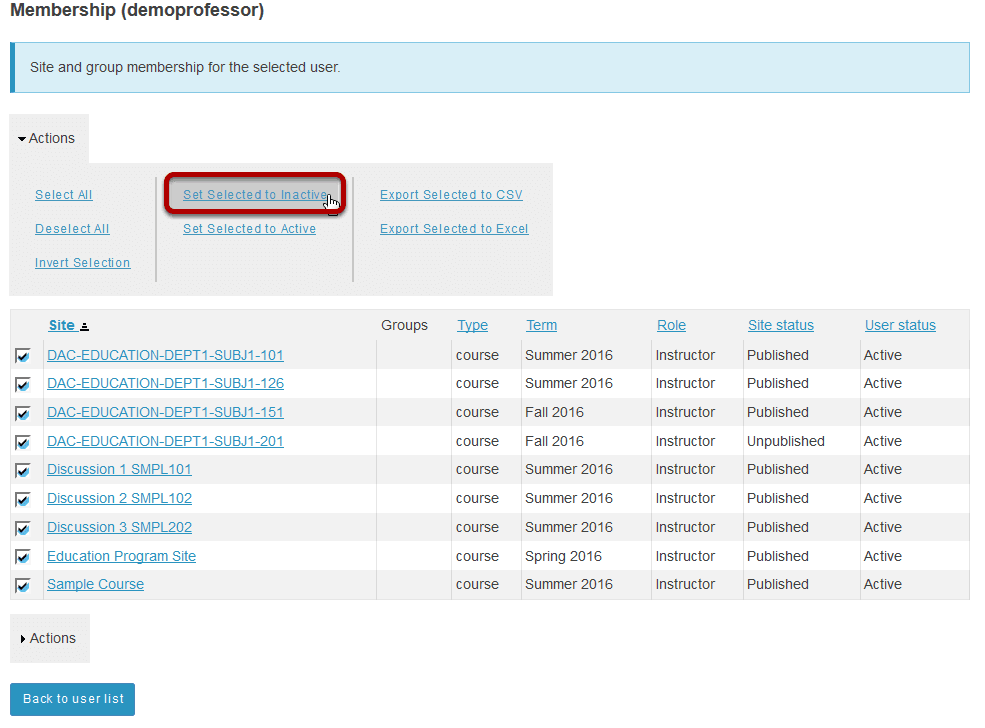 Membership (demoprofessor)
Site and group membership for the selected user.
Actions
Select All Set Selected to Inactive Export Selected to CSV
Deselect All Set Selected to Active Export Selected to Excel
Invert Selection
Site Groups Type Term Role Site status User status
DAC-EDUCATION-DEPT1-SUBJ1-101 course Summer 2016 Instructor Published Active
DAC-EDUCATION-DEPT1-SUBJ1-126 course Summer 2016 Instructor Published Active
DAC-EDUCATION-DEPT1-SUBJ1-151 course Fall 2016 Instructor Published Active
DAC-EDUCATION-DEPT1-SUBJ1-201 course Fall 2016 Instructor Unpublished Active
Discussion 1 SMPL101 course Summer 2016 Instructor Published Active
Discussion 2 SMPL102 course Summer 2016 Instructor Published Active
Discussion 3 SMPL202 course Summer 2016 Instructor Published Active
Education Program Site course Spring 2016 Instructor Published Active
Sample Course course Summer 2016 Instructor Published Active
Actions
Back to user list